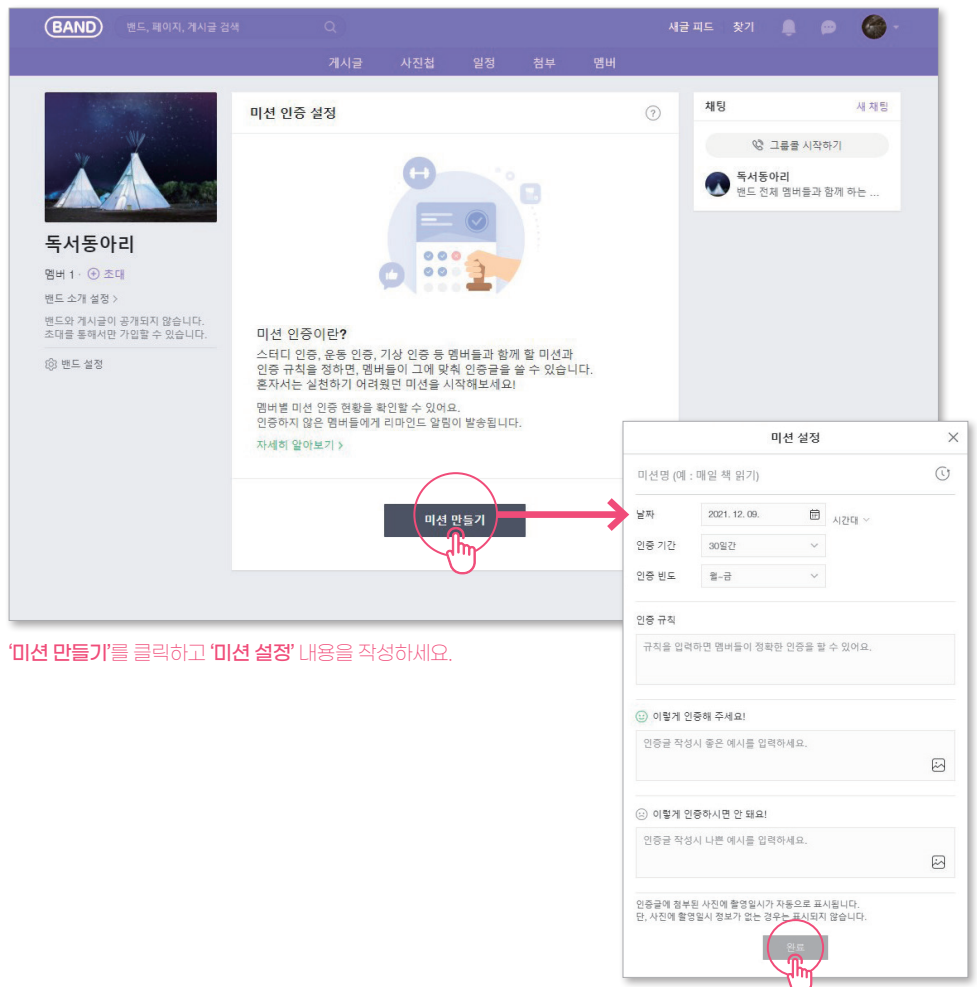 BAND
밴드, 페이지, 게시글 검색
새글 피드
찾기
게시글
사진첩
일정
첨부
멤버
독서동아리
멤버 1 · 초대
밴드 소개 설정 >
밴드와 게시글이 공개되지 않습니다.
초대를 통해서만 가입할 수 있습니다.
밴드 설정
미션 인증 설정
?
미션 인증이란?
스터디 인증, 운동 인증, 기상 인증 등 멤버들과 함께 할 미션과
인증 규칙을 정하면, 멤버들이 그에 맞춰 인증글을 쓸 수 있습니다.
혼자서는 실천하기 어려웠던 미션을 시작해보세요!
멤버별 미션 인증 현황을 확인할 수 있어요.
인증하지 않은 멤버들에게 리마인드 알림이 발송됩니다.
자세히 알아보기 >
미션 만들기
채팅
새 채팅
그룹콜 시작하기
독서동아리
밴드 전체 멤버들과 함께 하는 ...
'미션 만들기'를 클릭하고 '미션 설정' 내용을 작성하세요.
미션 설정
미션명 (예 : 매일 책 읽기)
날짜
2021. 12. 09.
시간대
인증 기간
30일간
인증 빈도
월~금
인증 규칙
규칙을 입력하면 멤버들이 정확한 인증을 할 수 있어요.
이렇게 인증해 주세요!
인증글 작성시 좋은 예시를 입력하세요.
이렇게 인증하시면 안 돼요!
인증글 작성시 나쁜 예시를 입력하세요.
인증글에 첨부된 사진에 촬영일시가 자동으로 표시됩니다.
단, 사진에 촬영일시 정보가 없는 경우는 표시되지 않습니다.
완료